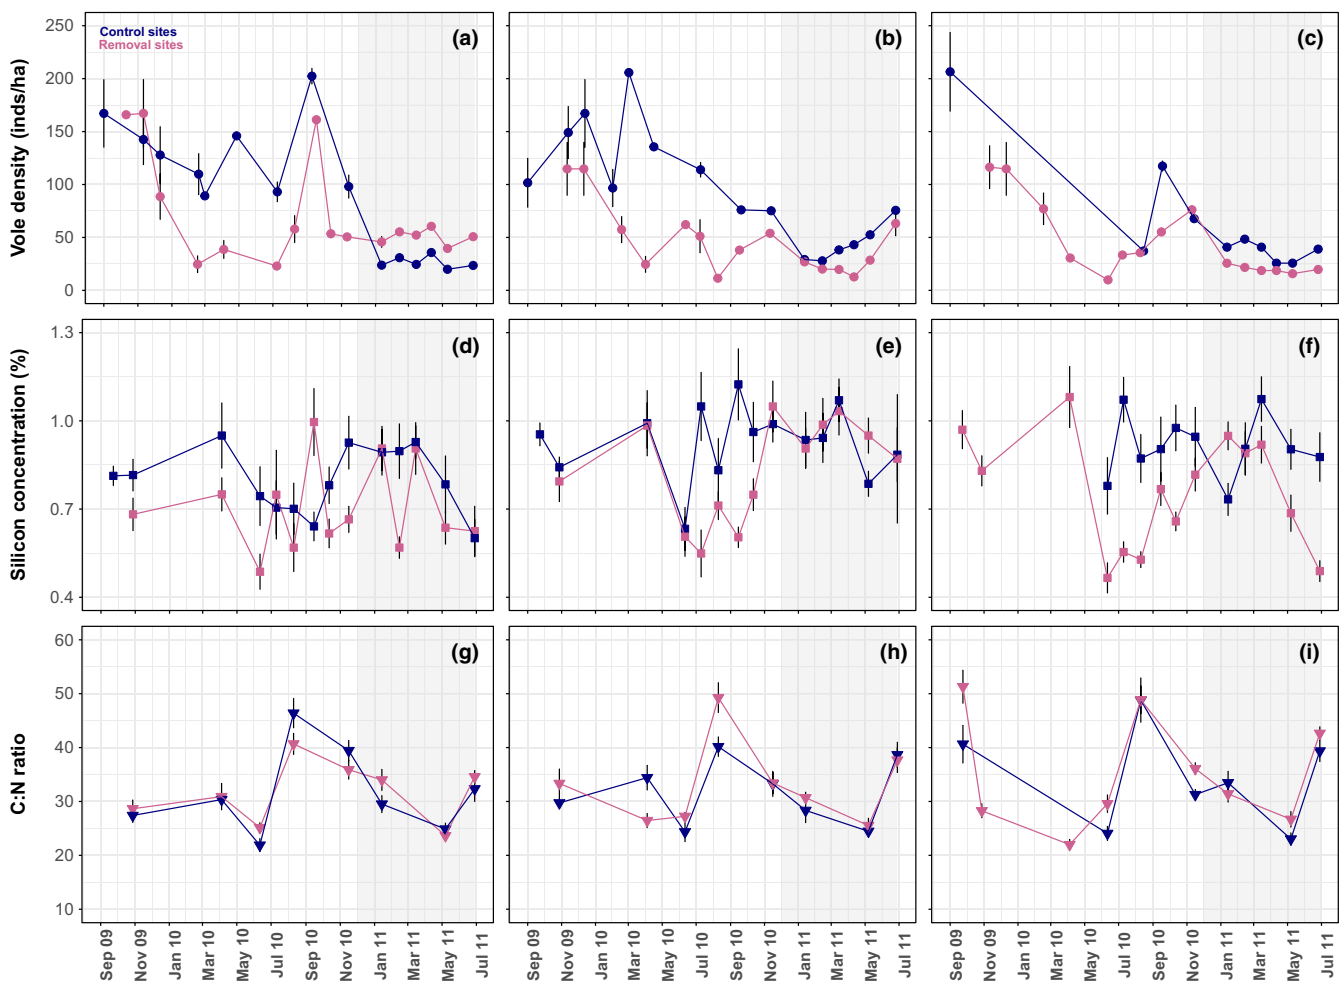 Control sites
Removal sites
(a)
(b)
(c)
Vole density (inds/ha)
250
200
150
100
50
0
(d)
(e)
(f)
Silicon concentration (%)
1.3
1.0
0.7
0.4
(g)
(h)
(i)
C:N ratio
60
50
40
30
20
10
Sep 09
Nov 09
Jan 10
Mar 10
May 10
Jul 10
Sep 10
Nov 10
Jan 11
Mar 11
May 11
Jul 11
Sep 09
Nov 09
Jan 10
Mar 10
May 10
Jul 10
Sep 10
Nov 10
Jan 11
Mar 11
May 11
Jul 11
Sep 09
Nov 09
Jan 10
Mar 10
May 10
Jul 10
Sep 10
Nov 10
Jan 11
Mar 11
May 11
Jul 11